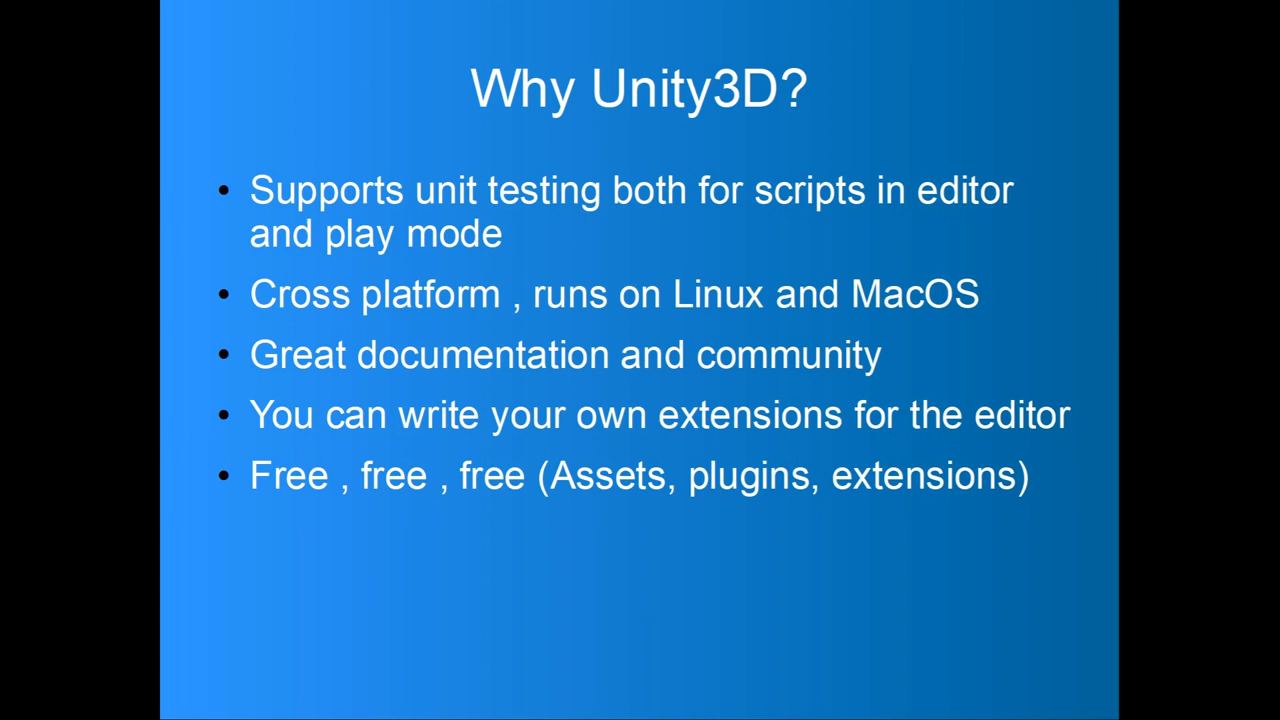 Why Unity3D?
• Supports unit testing both for scripts in editor
and play mode
• Cross platform , runs on Linux and MacOS
• Great documentation and community
• You can write your own extensions for the editor
• Free , free , free (Assets, plugins, extensions)